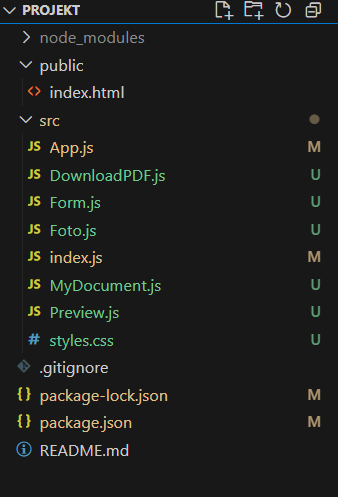 PROJEKT
node_modules
public
<> index.html
src
JS App.js M
JS DownloadPDF.js U
JS Form.js U
JS Foto.js U
JS index.js M
JS MyDocument.js U
JS Preview.js U
# styles.css U
.gitignore
{} package-lock.json M
{} package.json M
README.md